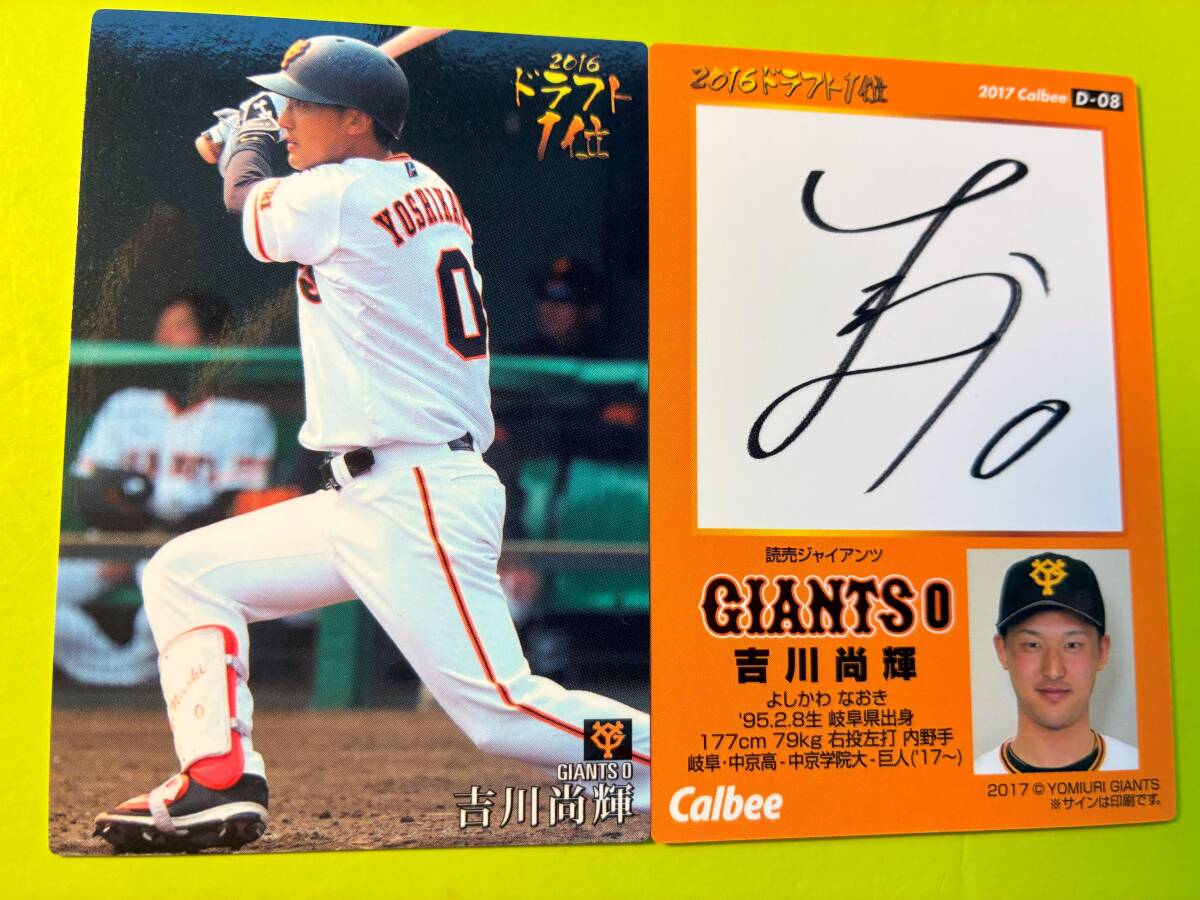 2016
ドラフト
1位
YOSHIKA
0
Naoki
0
GIANTS 0
吉川尚輝
2016ドラフト1位
2017 Calbee D-08
0
読売ジャイアンツ
GIANTS 0
吉川尚輝
よしかわ なおき
'95.2.8生 岐阜県出身
177cm 79kg 右投左打 内野手
岐阜・中京高-中京学院大-巨人('17~)
Calbee
2017 © YOMIURI GIANTS
※サインは印刷です。